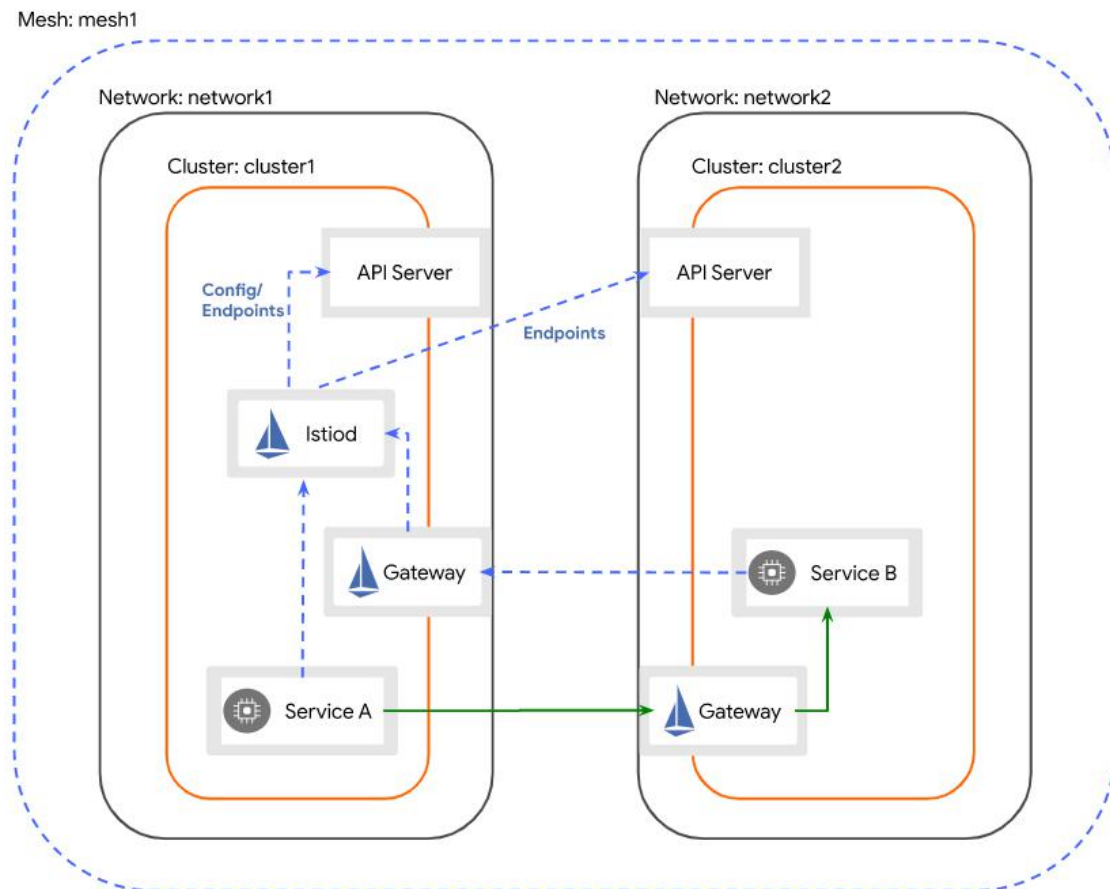 Mesh: mesh1
Network: network1
Network: network2
Cluster: cluster1
Cluster: cluster2
API Server
API Server
Config/
Endpoints
Endpoints
Istiod
Gateway
Service B
Service A
Gateway